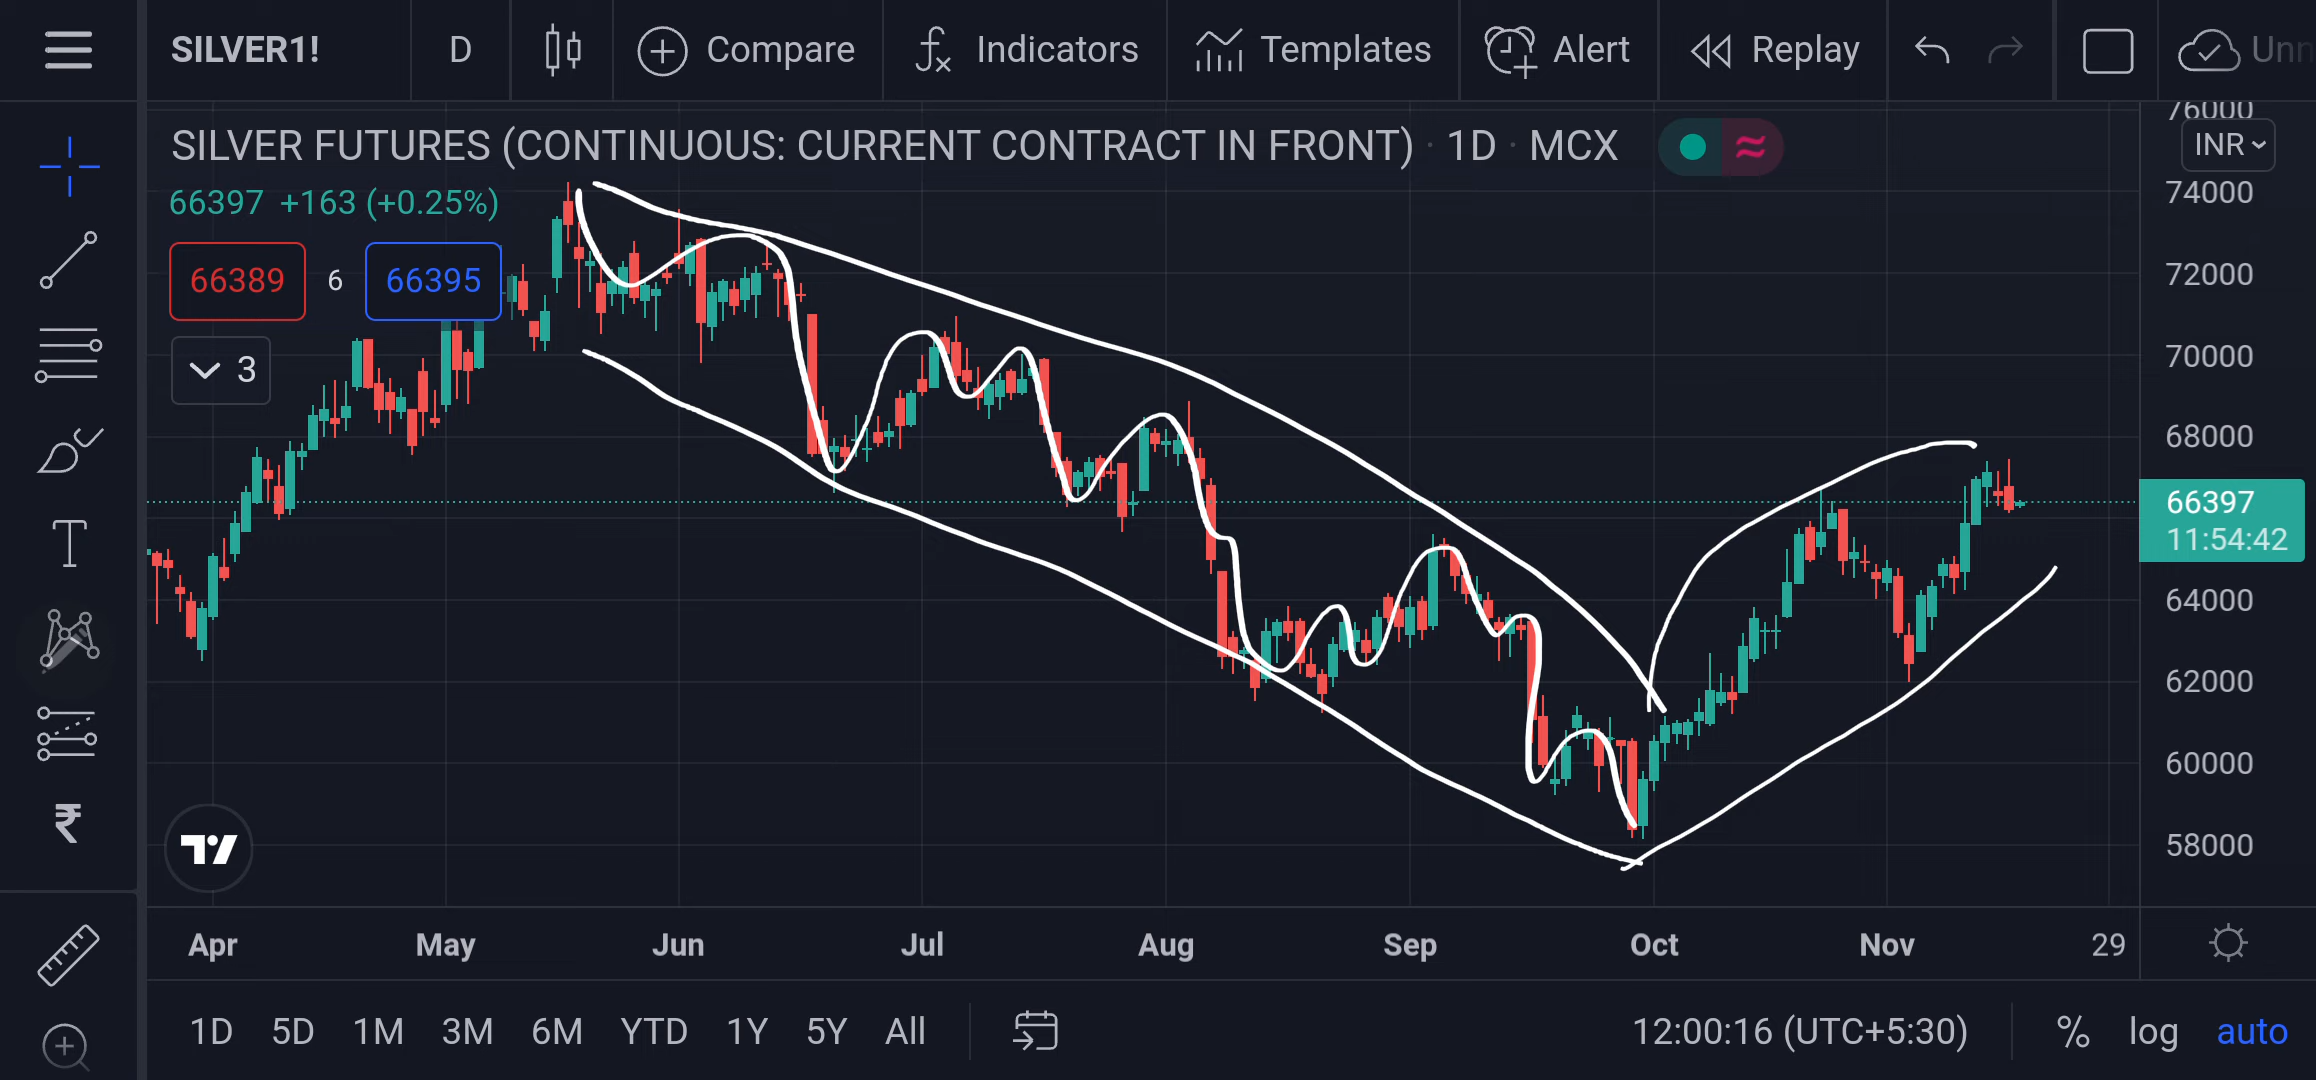 SILVER1! D Compare Indicators Templates Alert Replay Unn
SILVER FUTURES (CONTINUOUS: CURRENT CONTRACT IN FRONT) · 1D · MCX
66397 +163 (+0.25%)
66389 6 66395
3
76000
INR
74000
72000
70000
68000
66397
11:54:42
64000
62000
60000
58000
T
₹
Apr May Jun Jul Aug Sep Oct Nov 29
1D 5D 1M 3M 6M YTD 1Y 5Y All 12:00:16 (UTC+5:30) % log auto